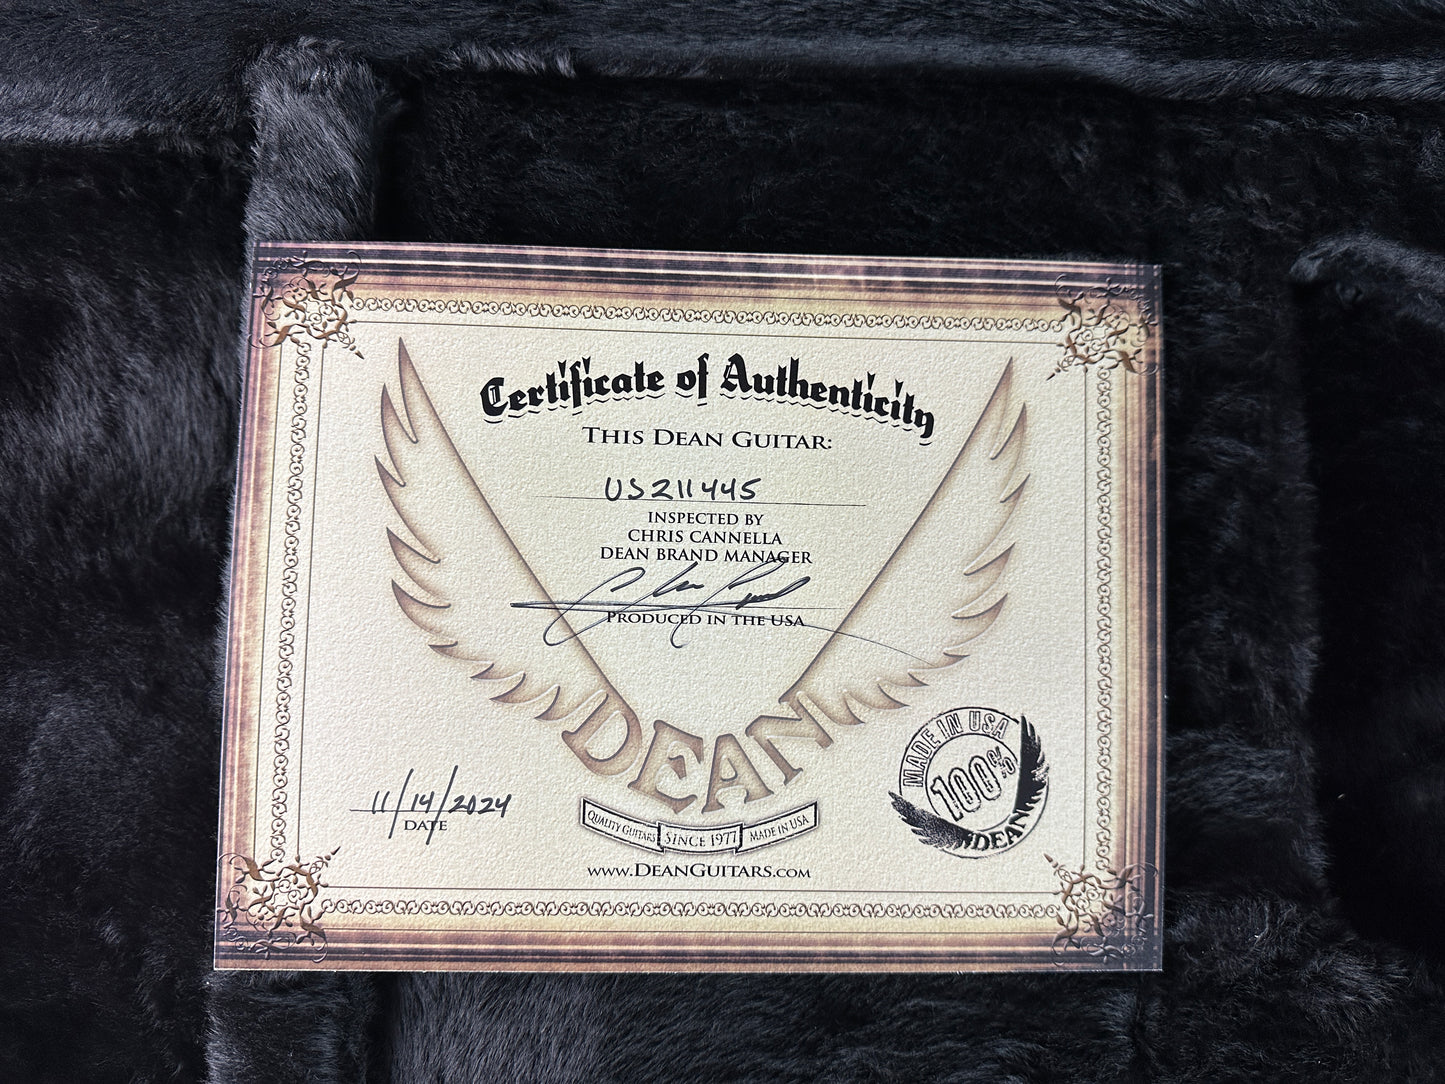 Certificate of Authenticity
THIS DEAN GUITAR:
US211445
INSPECTED BY
CHRIS CANNELLA
DEAN BRAND MANAGER
PRODUCED IN THE USA
DEAN
QUALITY GUITARS SINCE 1977 MADE IN USA
WWW.DEANGUITARS.COM
11/14/2024
DATE
MADE IN USA
100%
DEAN